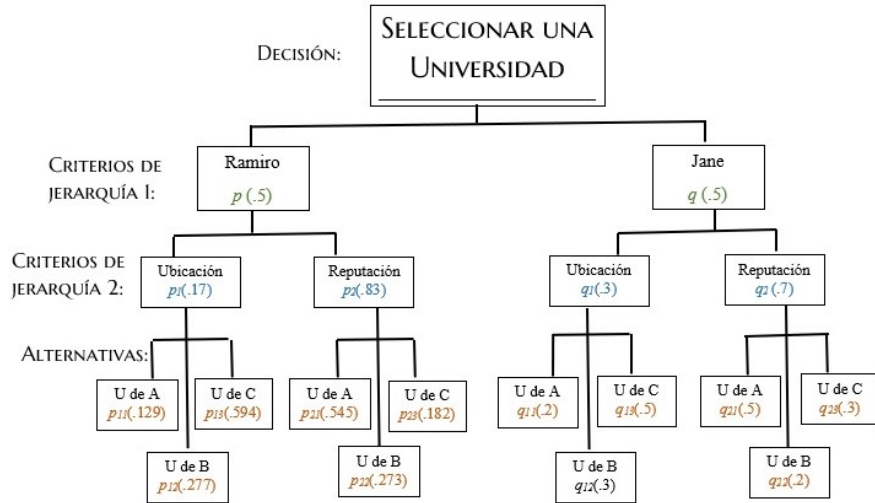 DECISIÓN:
SELECCIONAR UNA
UNIVERSIDAD
CRITERIOS DE
JERARQUÍA 1:
Ramiro
p (.5)
Jane
q (.5)
CRITERIOS DE
JERARQUÍA 2:
Ubicación
p1(.17)
Reputación
p2(.83)
Ubicación
q1(.3)
Reputación
q2 (.7)
ALTERNATIVAS:
U de A
p11(.129)
U de C
p13(.594)
U de A
p21(.545)
U de C
p23(.182)
U de A
q11(.2)
U de C
q13(.5)
U de A
q21(.5)
U de C
q23(.3)
U de B
p12(.277)
U de B
p22(.273)
U de B
q12(.3)
U de B
q22(.2)